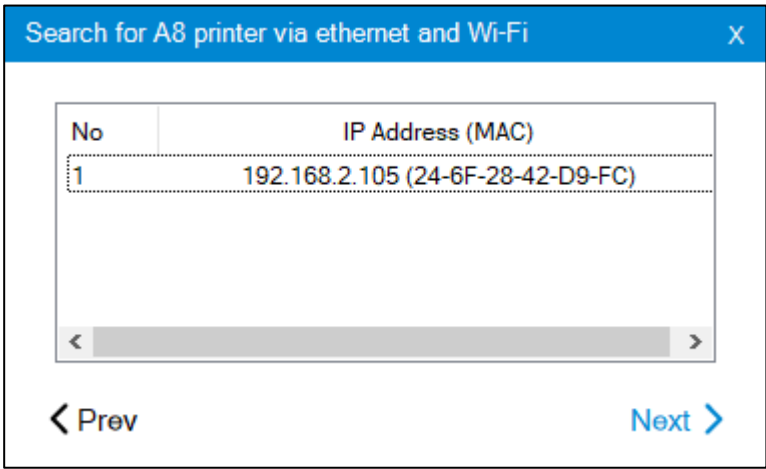 Search for A8 printer via ethernet and Wi-Fi X
No IP Address (MAC)
1 192.168.2.105 (24-6F-28-42-D9-FC)
Prev Next